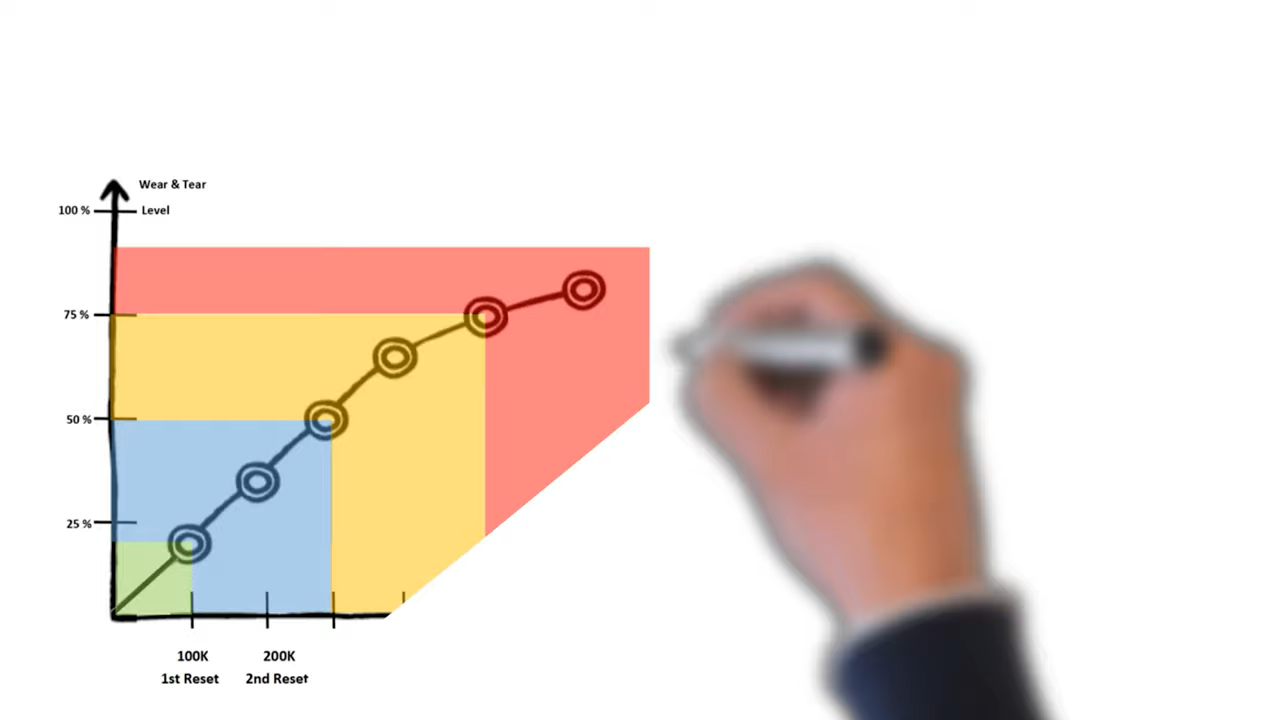 Wear & Tear
100 % Level
75 %
50 %
25 %
100K 200K
1st Reset 2nd Reset